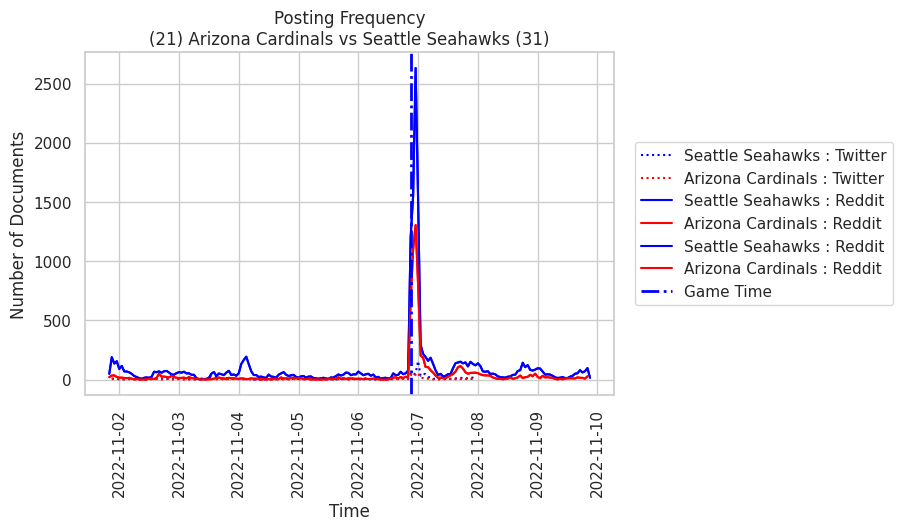 Posting Frequency
(21) Arizona Cardinals vs Seattle Seahawks (31)
Number of Documents
2500
2000
1500
1000
500
0
2022-11-02
2022-11-03
2022-11-04
2022-11-05
2022-11-06
2022-11-07
2022-11-08
2022-11-09
2022-11-10
Time
Seattle Seahawks : Twitter
Arizona Cardinals : Twitter
Seattle Seahawks : Reddit
Arizona Cardinals : Reddit
Seattle Seahawks : Reddit
Arizona Cardinals : Reddit
Game Time